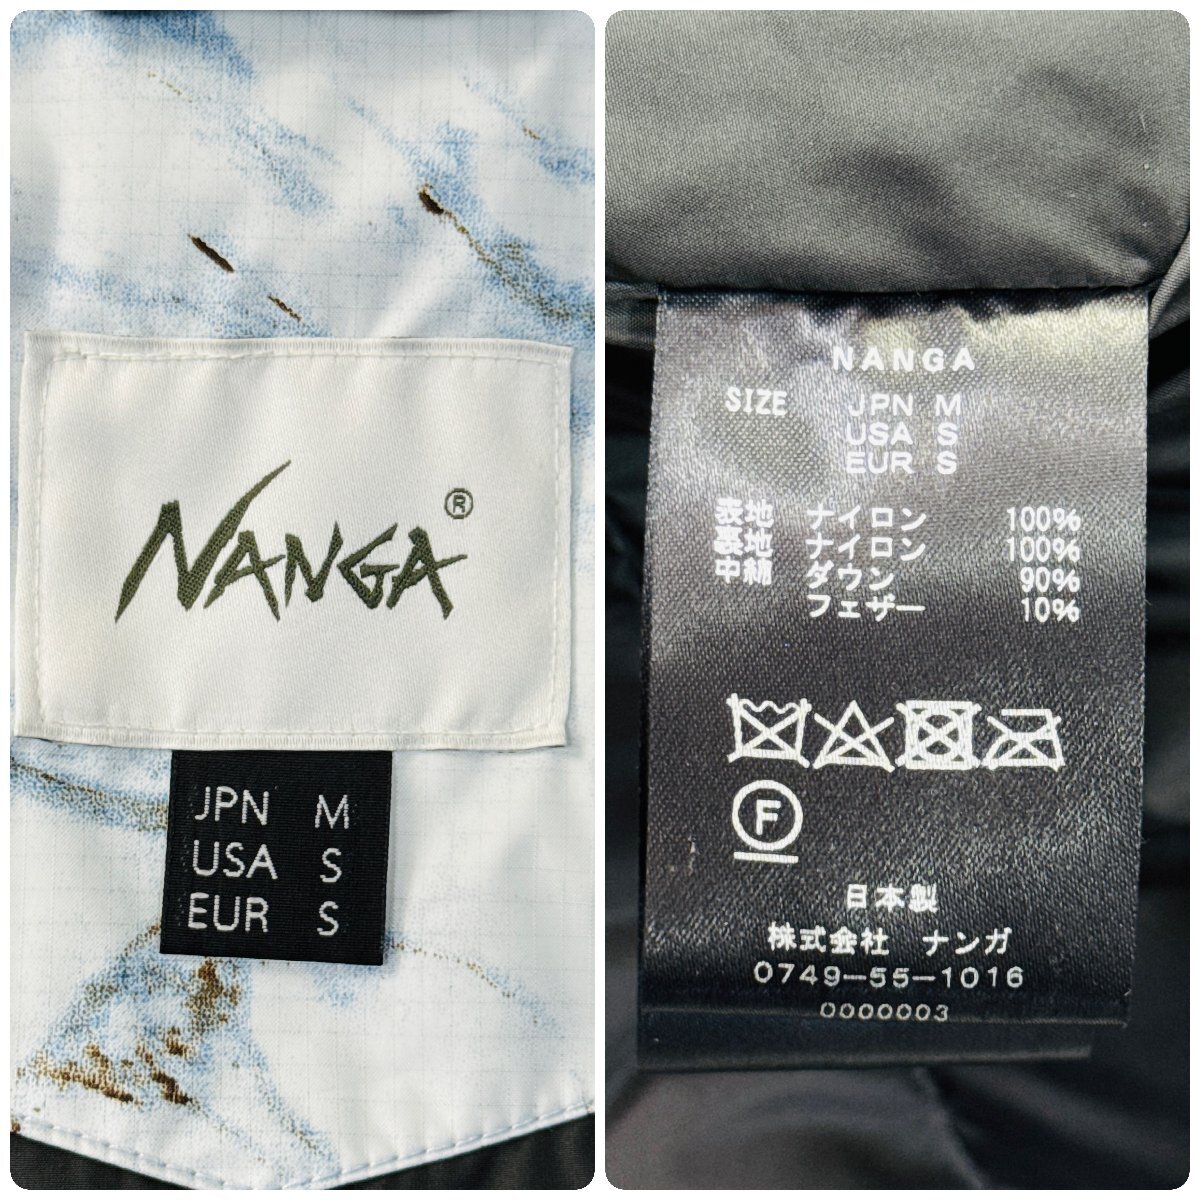 NANGA®
JPN M
USA S
EUR S
NANGA
SIZE JPN M
USA S
EUR S
表地 ナイロン 100%
裏地 ナイロン 100%
中綿 ダウン 90%
フェザー 10%
F
日本製
株式会社 ナンガ
0749-55-1016
0000003